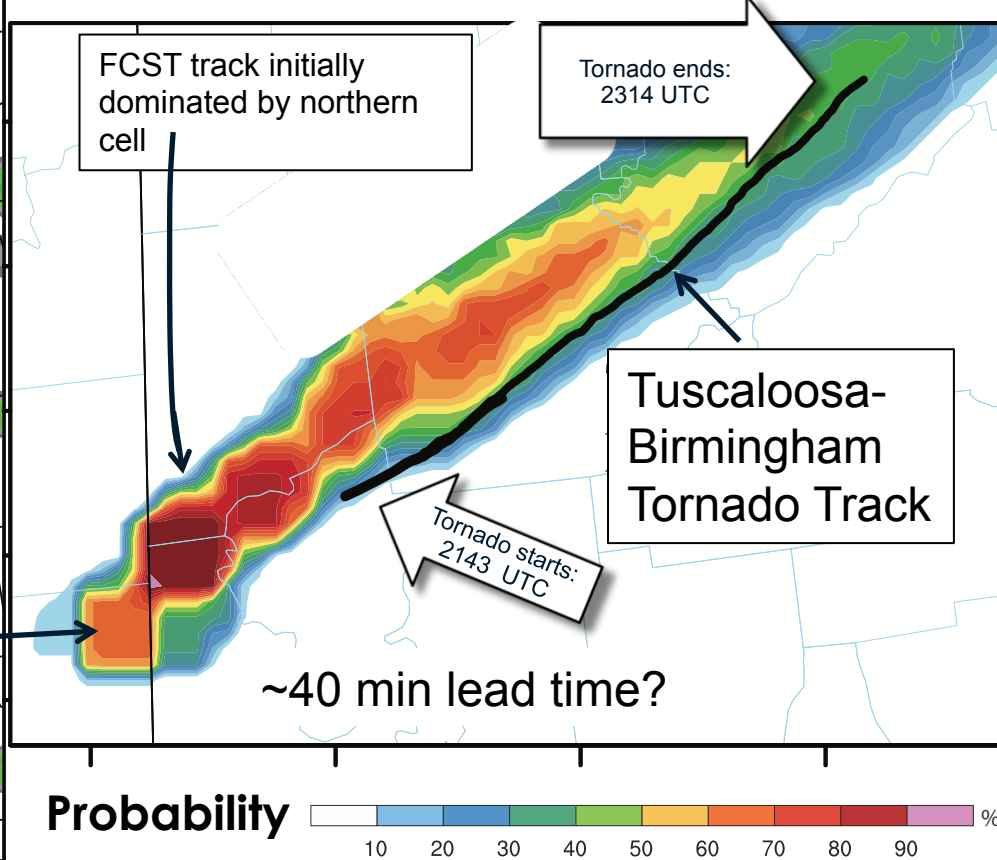 FCST track initially
dominated by northern
cell
Tornado ends:
2314 UTC
Tuscaloosa-
Birmingham
Tornado Track
Tornado starts:
2143 UTC
~40 min lead time?
Probability
%
10 20 30 40 50 60 70 80 90